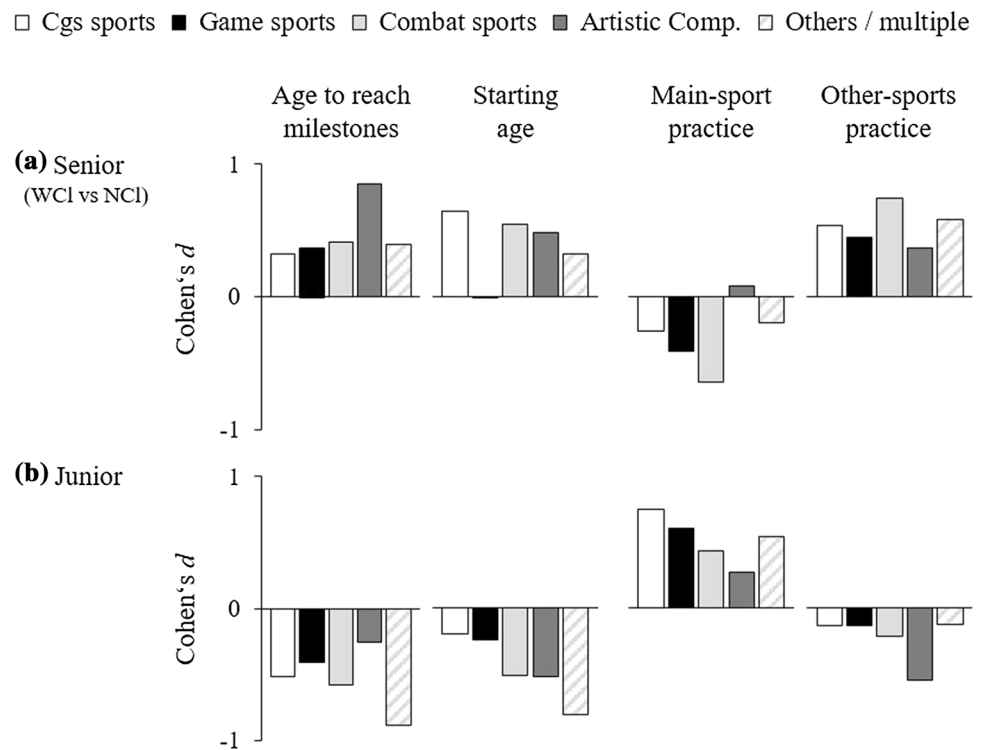 Cgs sports Game sports Combat sports Artistic Comp. Others / multiple
Age to reach
milestones
Starting
age
Main-sport
practice
Other-sports
practice
(a) Senior
(WCl vs NCl)
1
0
-1
Cohen‘s d
(b) Junior
1
0
-1
Cohen‘s d